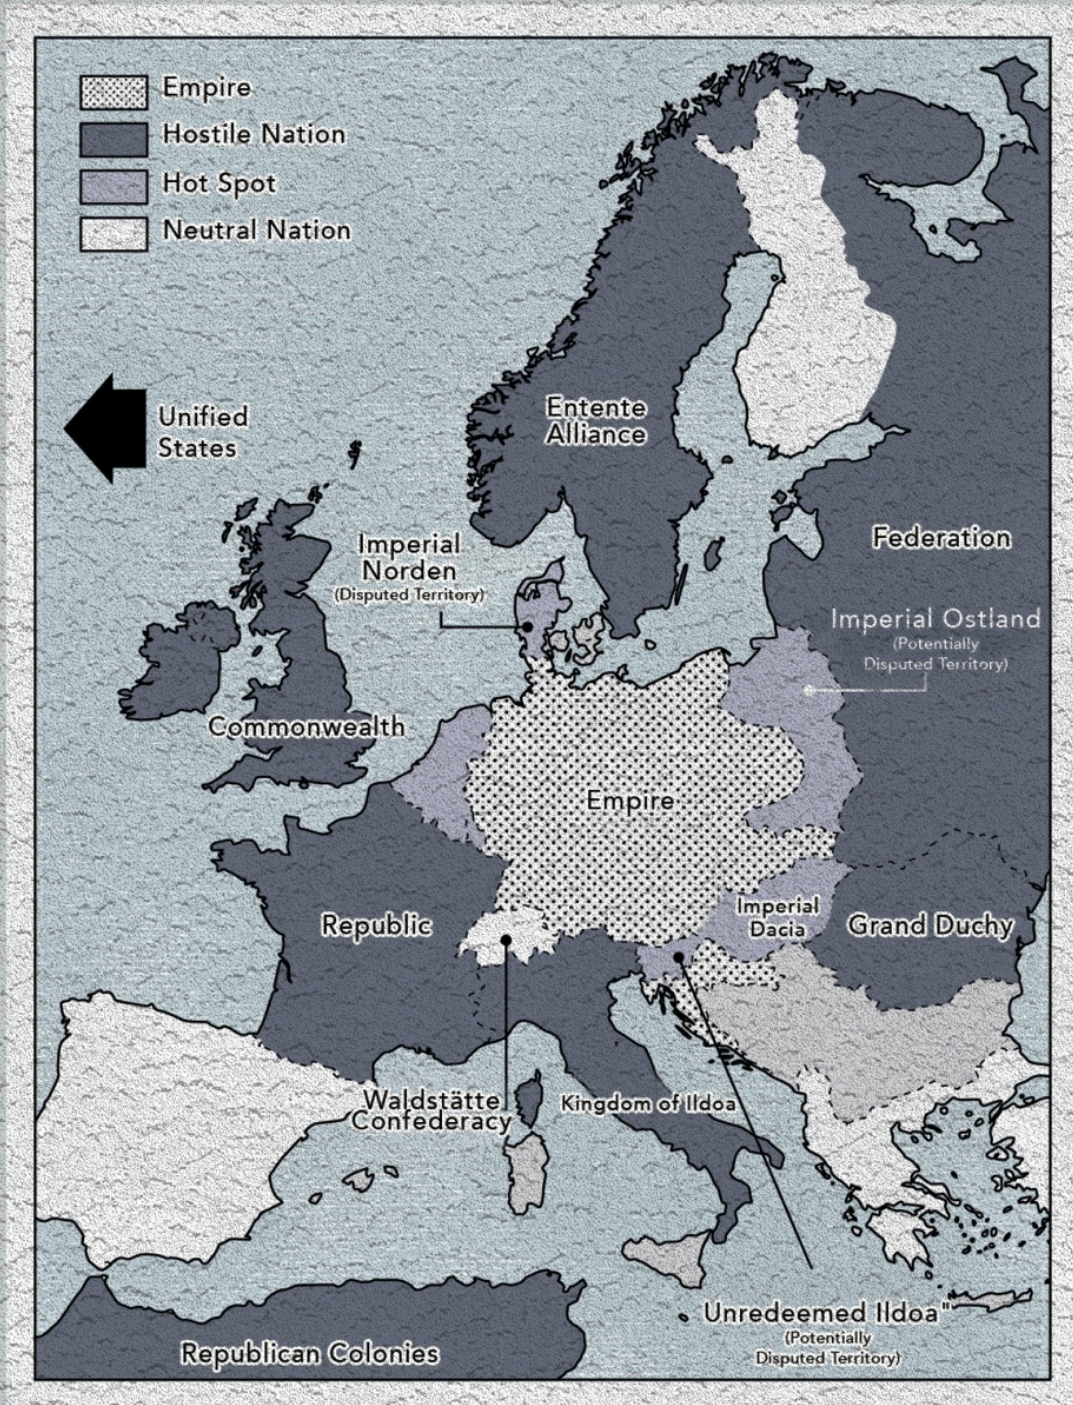 Empire
Hostile Nation
Hot Spot
Neutral Nation
Unified
States
Entente
Alliance
Imperial
Norden
(Disputed Territory)
Federation
Imperial Ostland
(Potentially
Disputed Territory)
Commonwealth
Empire
Republic
Imperial
Dacia
Grand Duchy
Waldstätte
Confederacy
Kingdom of Ildoa
Unredeemed Ildoa"
(Potentially
Disputed Territory)
Republican Colonies